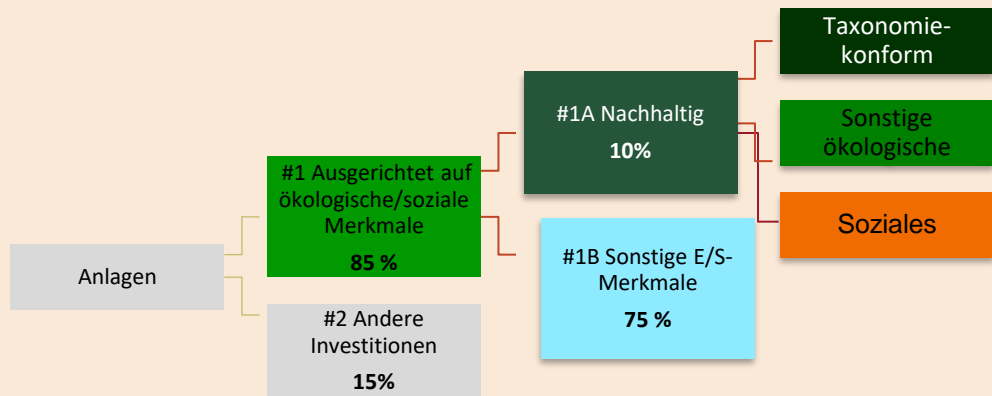 Anlagen
#1 Ausgerichtet auf
ökologische/soziale
Merkmale
85 %
#2 Andere
Investitionen
15%
#1A Nachhaltig
10%
#1B Sonstige E/S-
Merkmale
75 %
Taxonomie-
konform
Sonstige
ökologische
Soziales